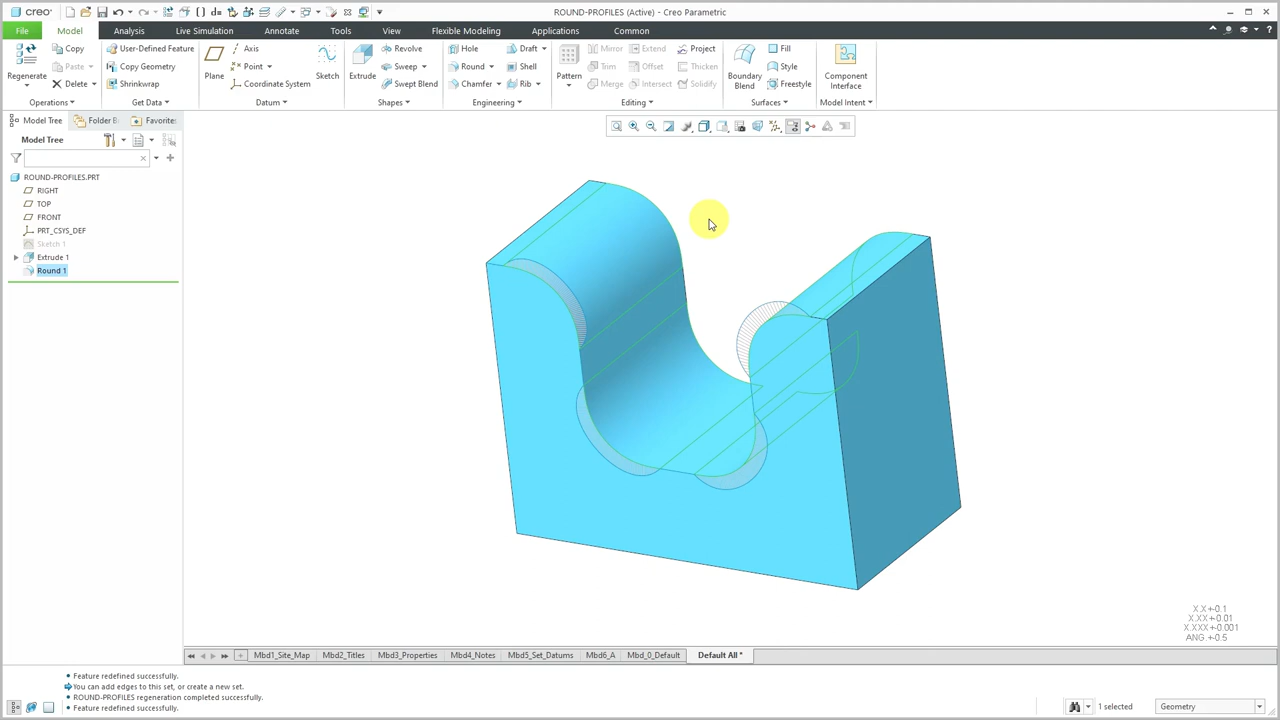 creo
ROUND-PROFILES (Active) - Creo Parametric
File Model Analysis Live Simulation Annotate Tools View Flexible Modeling Applications Common
Regenerate
Copy
Paste
Delete
Operations
User-Defined Feature
Copy Geometry
Shrinkwrap
Get Data
Plane
Axis
Point
Coordinate System
Sketch
Datum
Extrude
Revolve
Sweep
Swept Blend
Shapes
Hole
Round
Chamfer
Draft
Shell
Rib
Engineering
Pattern
Mirror
Trim
Merge
Extend
Offset
Intersect
Project
Thicken
Solidify
Editing
Boundary
Blend
Fill
Style
Freestyle
Surfaces
Component
Interface
Model Intent
Model Tree Folder B Favorite
Model Tree
ROUND-PROFILES.PRT
RIGHT
TOP
FRONT
PRT_CSYS_DEF
Sketch 1
Extrude 1
Round 1
X.X+-0.1
X.XX+-0.01
X.XXX+-0.001
ANG.+-0.5
Mbd1_Site_Map Mbd2_Titles Mbd3_Properties Mbd4_Notes Mbd5_Set_Datums Mbd6_A Mbd_0_Default Default All *
Feature redefined successfully.
You can add edges to this set, or create a new set.
ROUND-PROFILES regeneration completed successfully.
Feature redefined successfully.
1 selected
Geometry